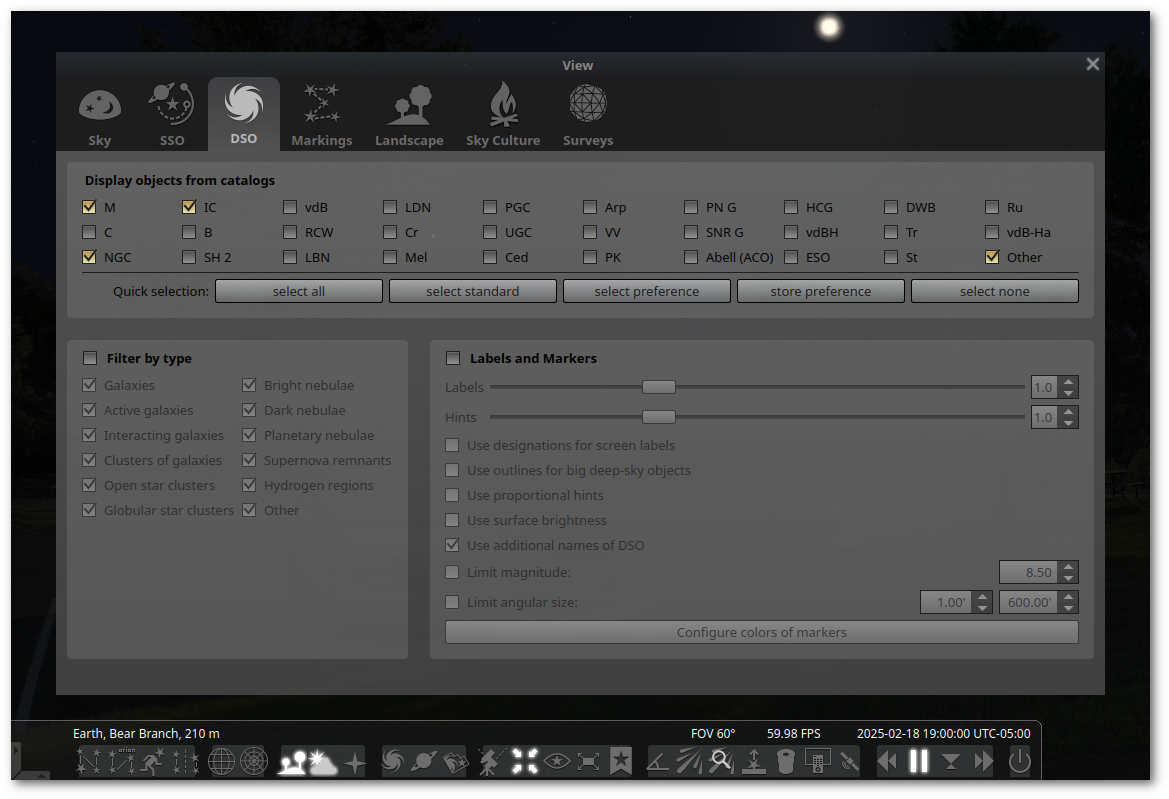 View
Sky SSO DSO Markings Landscape Sky Culture Surveys
Display objects from catalogs
M IC vdB LDN PGC Arp PN G HCG DWB Ru
C B RCW Cr UGC VV SNR G vdBH Tr vdB-Ha
NGC SH 2 LBN Mel Ced PK Abell (ACO) ESO St Other
Quick selection: select all select standard select preference store preference select none
Filter by type
Galaxies Bright nebulae
Active galaxies Dark nebulae
Interacting galaxies Planetary nebulae
Clusters of galaxies Supernova remnants
Open star clusters Hydrogen regions
Globular star clusters Other
Labels and Markers
Labels 1.0
Hints 1.0
Use designations for screen labels
Use outlines for big deep-sky objects
Use proportional hints
Use surface brightness
Use additional names of DSO
Limit magnitude: 8.50
Limit angular size: 1.00' 600.00'
Configure colors of markers
Earth, Bear Branch, 210 m FOV 60° 59.98 FPS 2025-02-18 19:00:00 UTC-05:00
orion